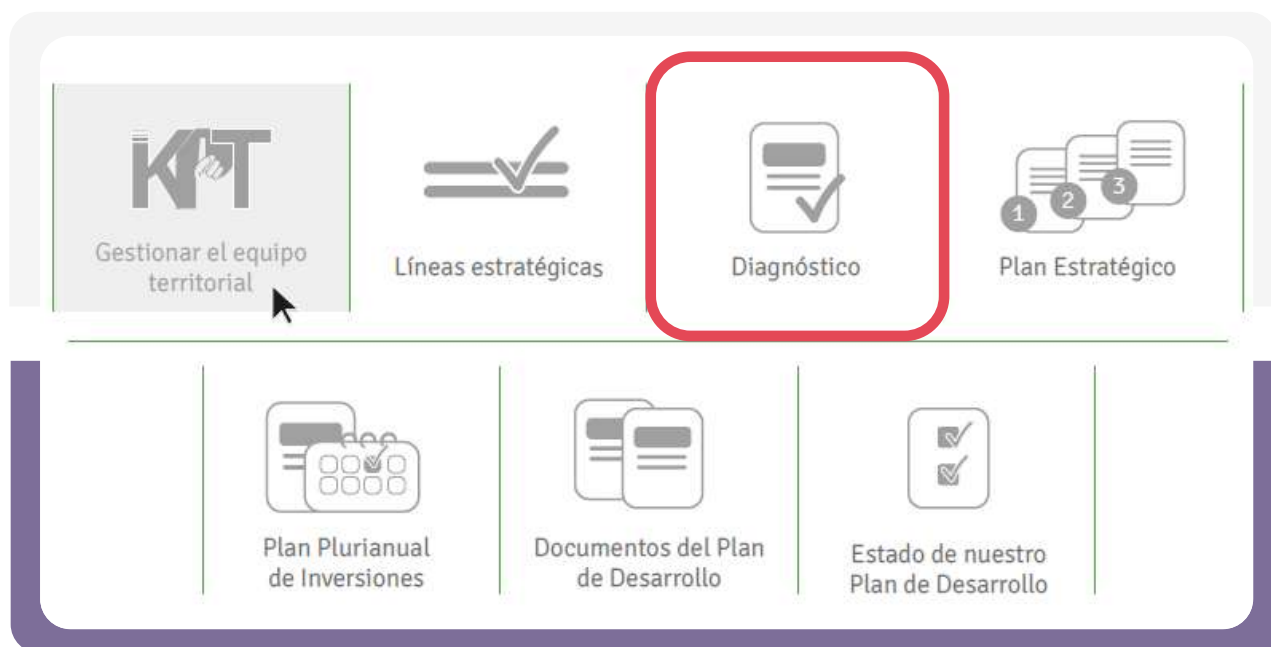 KPT
Gestionar el equipo
territorial
Líneas estratégicas
Diagnóstico
1 2 3
Plan Estratégico
Plan Plurianual
de Inversiones
Documentos del Plan
de Desarrollo
Estado de nuestro
Plan de Desarrollo